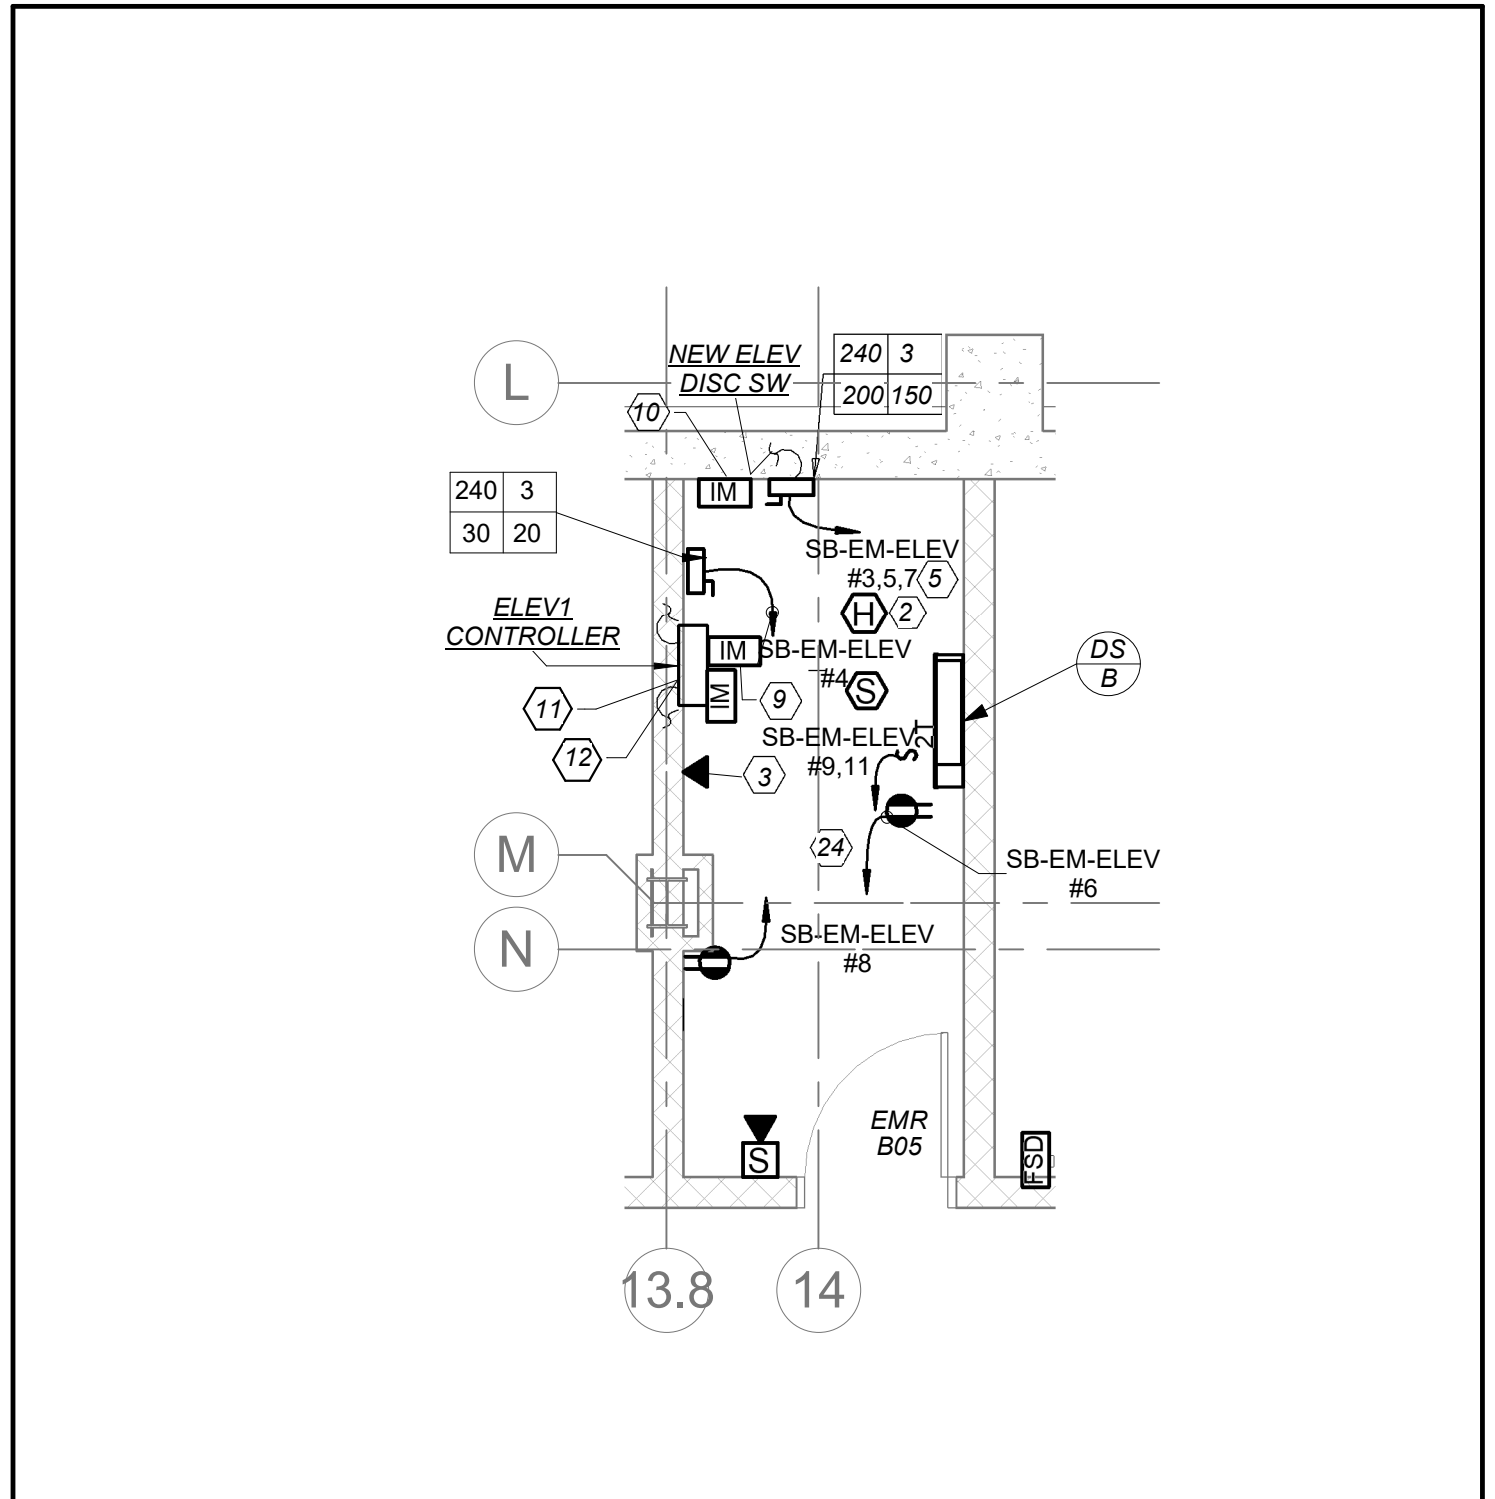 L
NEW ELEV
DISC SW
240 3
200 150
10
IM
240 3
30 20
SB-EM-ELEV
#3,5,7
5
H
2
ELEV1
CONTROLLER
IM
SB-EM-ELEV
#4
S
DS
B
IM
9
11
SB-EM-ELEV
#9,11
2T
S
12
3
M
24
SB-EM-ELEV
#6
N
SB-EM-ELEV
#8
EMR
B05
S
FSD
13.8
14